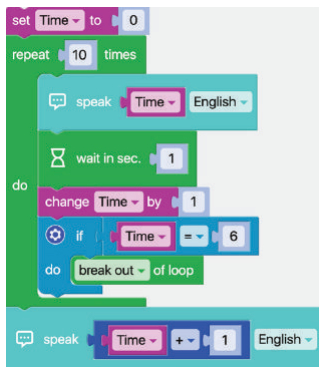 set Time to 0
repeat 10 times
speak Time English
wait in sec. 1
do
change Time by 1
if Time = 6
do break out of loop
speak Time + 1 English